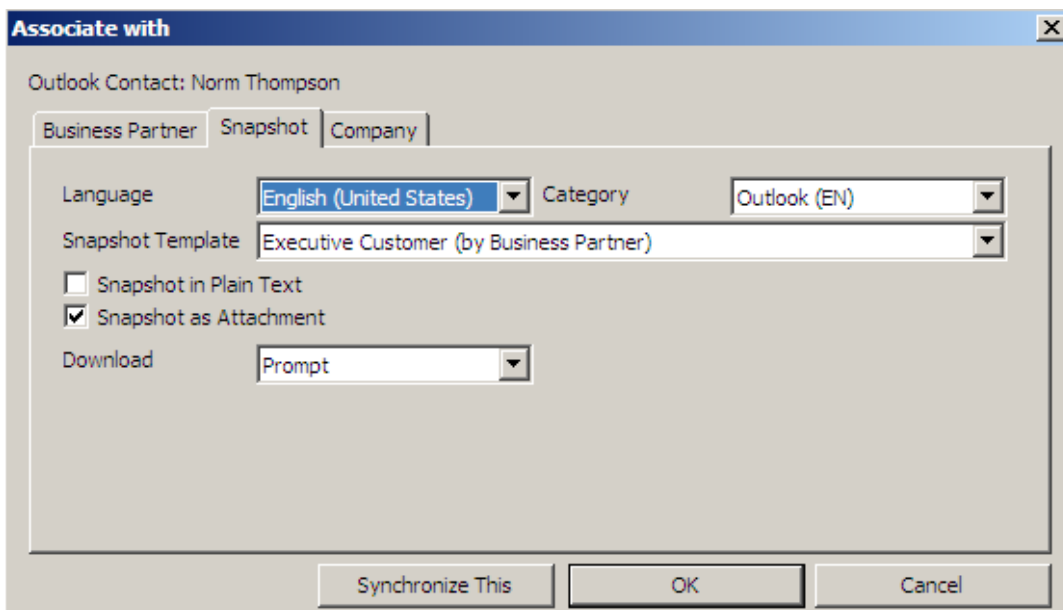 Associate with
Outlook Contact: Norm Thompson
Business Partner Snapshot Company
Language English (United States) Category Outlook (EN)
Snapshot Template Executive Customer (by Business Partner)
Snapshot in Plain Text
Snapshot as Attachment
Download Prompt
Synchronize This OK Cancel